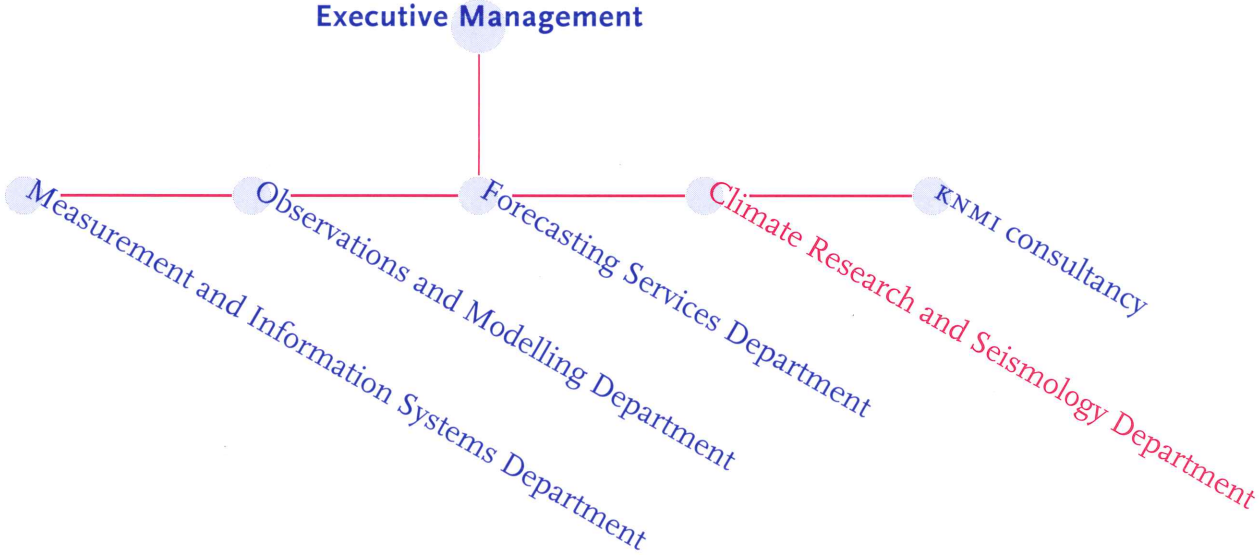 Executive Management
Measurement and Information Systems Department
Observations and Modelling Department
Forecasting Services Department
Climate Research and Seismology Department
KNMI consultancy